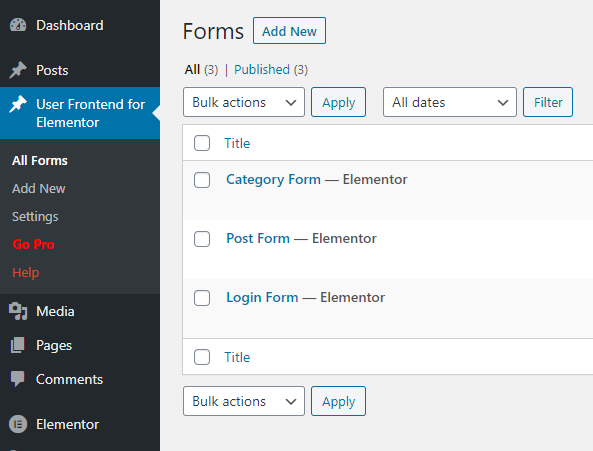 Dashboard
Posts
User Frontend for
Elementor
All Forms
Add New
Settings
Go Pro
Help
Media
Pages
Comments
Elementor
Forms Add New
All (3) | Published (3)
Bulk actions Apply All dates Filter
Title
Category Form — Elementor
Post Form — Elementor
Login Form — Elementor
Title
Bulk actions Apply